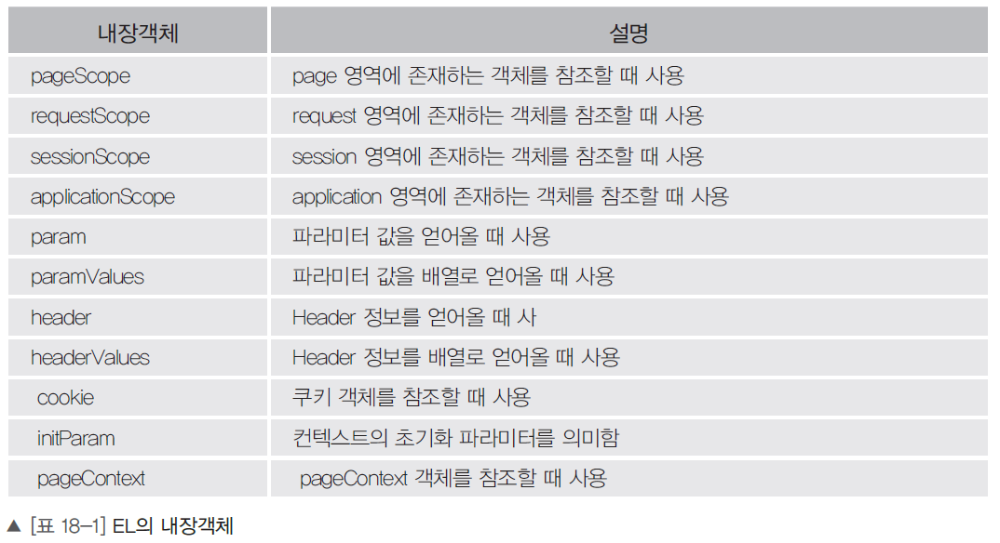 내장객체 설명
pageScope page 영역에 존재하는 객체를 참조할 때 사용
requestScope request 영역에 존재하는 객체를 참조할 때 사용
sessionScope session 영역에 존재하는 객체를 참조할 때 사용
applicationScope application 영역에 존재하는 객체를 참조할 때 사용
param 파라미터 값을 얻어올 때 사용
paramValues 파라미터 값을 배열로 얻어올 때 사용
header Header 정보를 얻어올 때 사
headerValues Header 정보를 배열로 얻어올 때 사용
cookie 쿠키 객체를 참조할 때 사용
initParam 컨텍스트의 초기화 파라미터를 의미함
pageContext pageContext 객체를 참조할 때 사용
▲ [표 18-1] EL의 내장객체